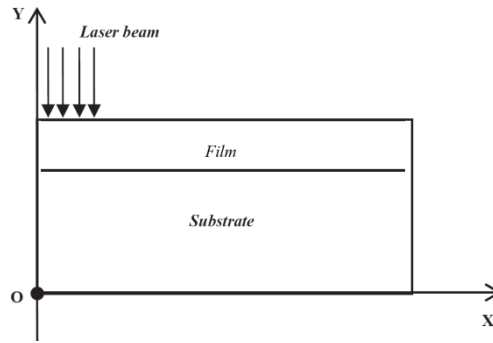 Y
Laser beam
Film
Substrate
O
X